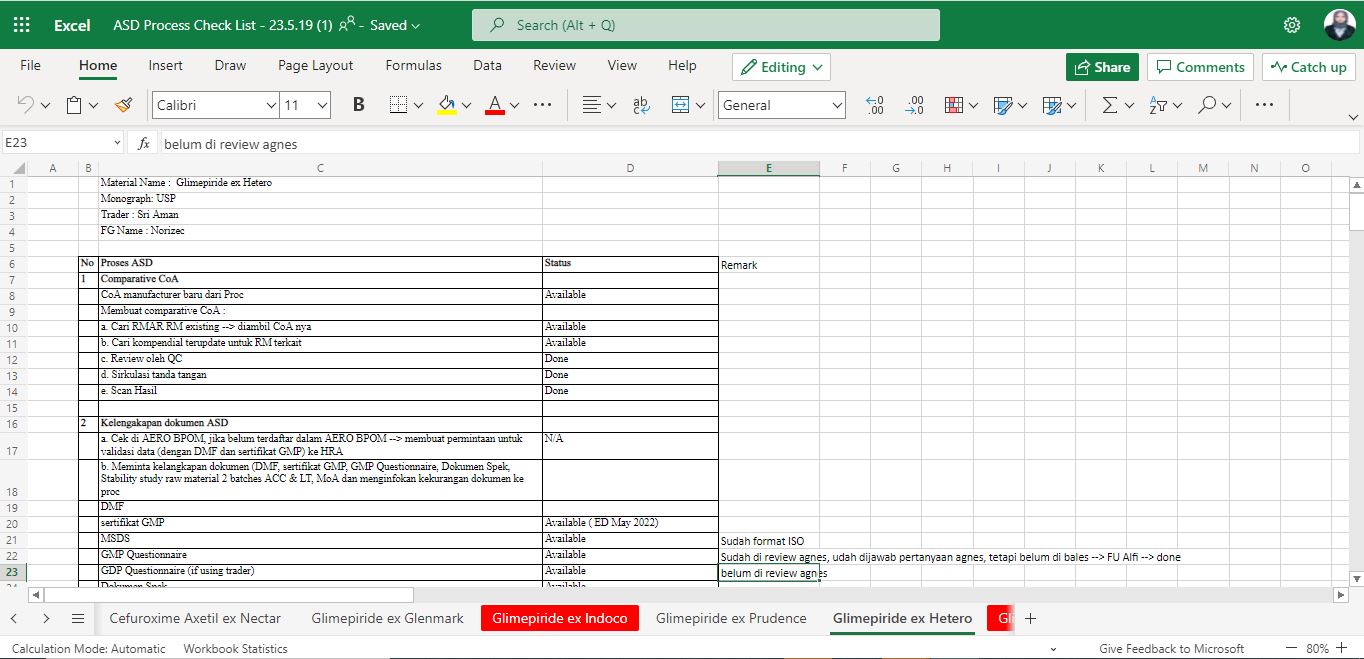 Excel ASD Process Check List - 23.5.19 (1) - Saved Search (Alt + Q)
File Home Insert Draw Page Layout Formulas Data Review View Help Editing Share Comments Catch up
Calibri 11 B A ab General .00 .00
E23 fx belum di review agnes
A B C D E F G H I J K L M N O
1 Material Name : Glimepiride ex Hetero
2 Monograph: USP
3 Trader : Sri Aman
4 FG Name : Norizec
5
6 No Proses ASD Status Remark
7 1 Comparative CoA
8 CoA manufacturer baru dari Proc Available
9 Membuat comparative CoA :
10 a. Cari RMAR RM existing --> diambil CoA nya Available
11 b. Cari kompendial terupdate untuk RM terkait Available
12 c. Review oleh QC Done
13 d. Sirkulasi tanda tangan Done
14 e. Scan Hasil Done
15
16 2 Kelengakapan dokumen ASD
a. Cek di AERO BPOM, jika belum terdaftar dalam AERO BPOM --> membuat permintaan untuk N/A
17 validasi data (dengan DMF dan sertifikat GMP) ke HRA
b. Meminta kelangkapan dokumen (DMF, sertifikat GMP, GMP Questionnaire, Dokumen Spek,
Stability study raw material 2 batches ACC & LT, MoA dan menginfokan kekurangan dokumen ke
18 proc
19 DMF
20 sertifikat GMP Available ( ED May 2022)
21 MSDS Available Sudah format ISO
22 GMP Questionnaire Available Sudah di review agnes, udah dijawab pertanyaan agnes, tetapi belum di bales --> FU Alfi --> done
23 GDP Questionnaire (if using trader) Available belum di review agnes
24 Dokumen Spek Available
Cefuroxime Axetil ex Nectar Glimepiride ex Glenmark Glimepiride ex Indoco Glimepiride ex Prudence Glimepiride ex Hetero
Calculation Mode: Automatic Workbook Statistics Give Feedback to Microsoft 80%